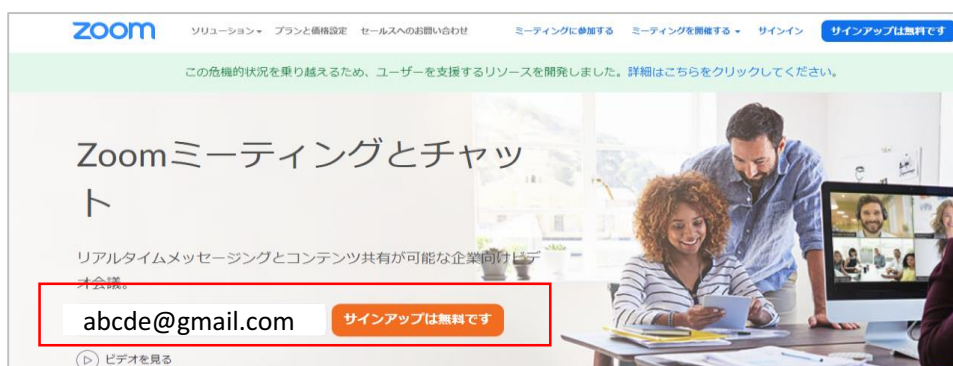 zoom ソリューション プランと価格設定 セールスへのお問い合わせ ミーティングに参加する ミーティングを開催する サインイン サインアップは無料です
この危機的状況を乗り越えるため、ユーザーを支援するリソースを開発しました。詳細はこちらをクリックしてください。
Zoomミーティングとチャッ
ト
リアルタイムメッセージングとコンテンツ共有が可能な企業向けビデ
オ会議。
abcde@gmail.com サインアップは無料です
ビデオを見る